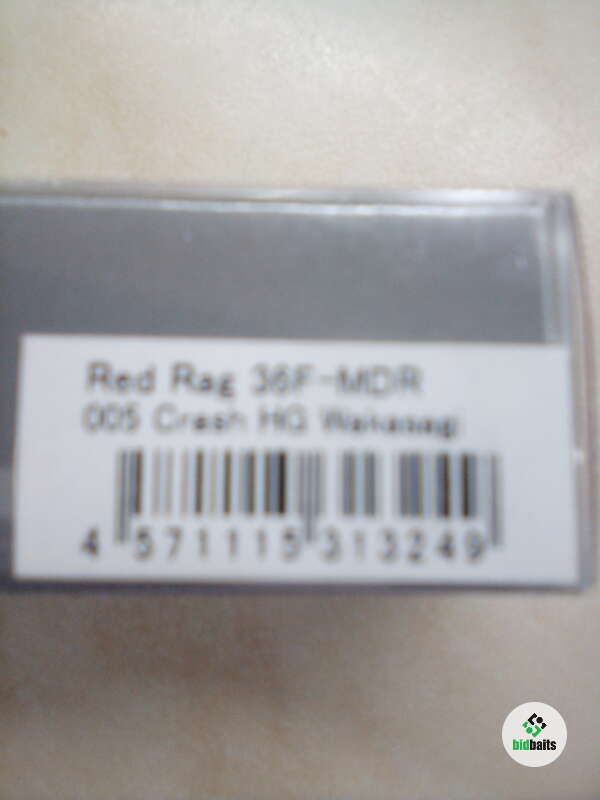 Red Rag 36F-MDR
005 Crash HG Wakasagi
4 571115 313249
bidbaits